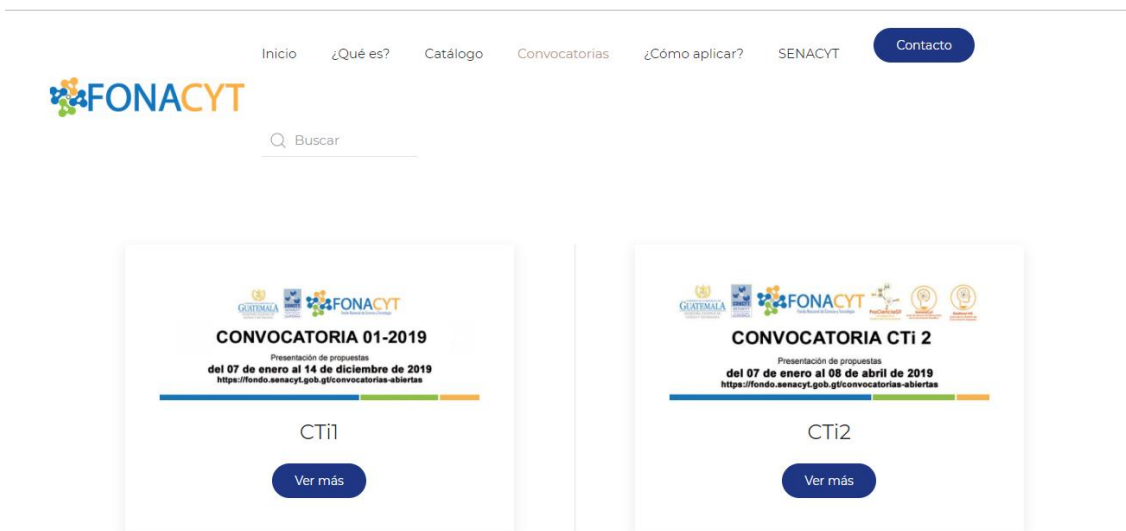 Inicio ¿Qué es? Catálogo Convocatorias ¿Cómo aplicar? SENACYT Contacto
FONACYT
Buscar
GUATEMALA FONACYT
CONVOCATORIA 01-2019
Presentación de propuestas
del 07 de enero al 14 de diciembre de 2019
https://fondo.senacyt.gob.gt/convocatorias-abiertas
CTi1
Ver más
GUATEMALA FONACYT
CONVOCATORIA CTi 2
Presentación de propuestas
del 07 de enero al 08 de abril de 2019
https://fondo.senacyt.gob.gt/convocatorias-abiertas
CTi2
Ver más